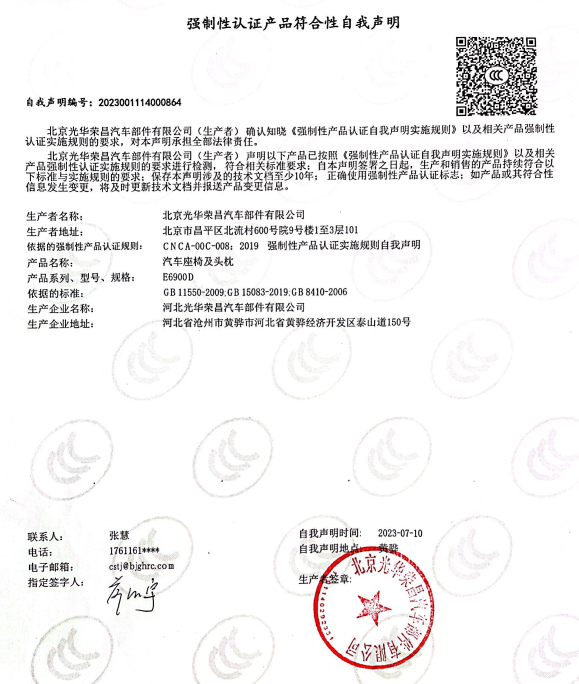 强制性认证产品符合性自我声明
自我声明编号：2023001114000864
北京光华荣昌汽车部件有限公司（生产者）确认知晓《强制性产品认证自我声明实施规则》以及相关产品强制性
认证实施规则的要求，对本声明承担全部法律责任。
北京光华荣昌汽车部件有限公司（生产者）声明以下产品已按照《强制性产品认证自我声明实施规则》以及相关
产品强制性认证实施规则的要求进行检测，符合相关标准要求；自本声明签署之日起，生产和销售的产品持续符合以
下标准与实施规则的要求；保存本声明涉及的技术文档至少10年；正确使用强制性产品认证标志；如产品或其符合性
信息发生变更，将及时更新技术文档并报送产品变更信息。
生产者名称： 北京光华荣昌汽车部件有限公司
生产者地址： 北京市昌平区北流村600号院9号楼1至3层101
依据的强制性产品认证规则： CNCA-00C-008：2019 强制性产品认证实施规则自我声明
产品名称： 汽车座椅及头枕
产品系列、型号、规格： E6900D
依据的标准： GB 11550-2009;GB 15083-2019;GB 8410-2006
生产企业名称： 河北光华荣昌汽车部件有限公司
生产企业地址： 河北省沧州市黄骅市河北省黄骅经济开发区泰山道150号
联系人： 张慧
电话： 1761161****
电子邮箱： cstj@bjghrc.com
指定签字人：
自我声明时间： 2023-07-10
自我声明地点： 黄骅
生产者签章：
北京光华荣昌汽车部件有限公司